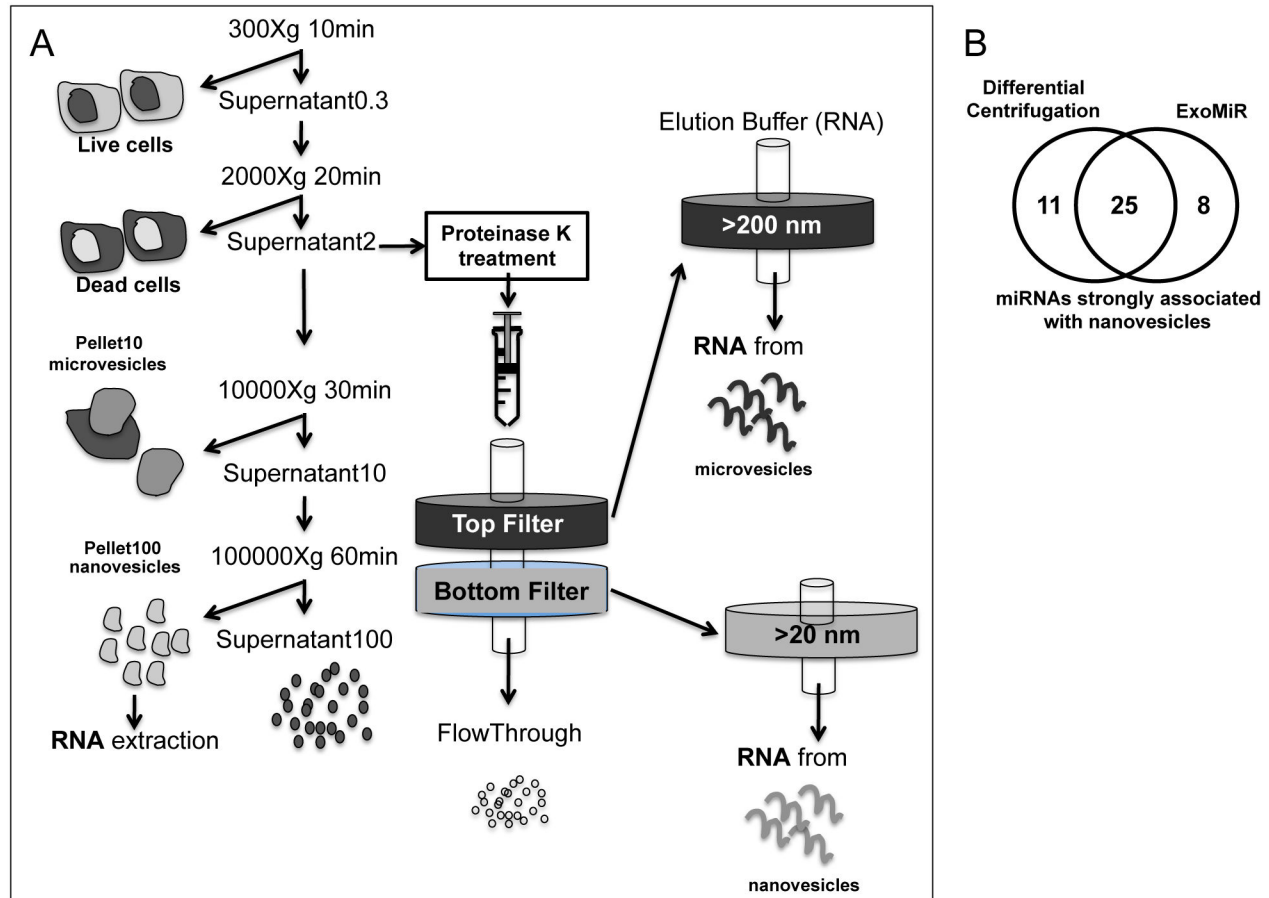 A
300Xg 10min
Supernatant0.3
Live cells
2000Xg 20min
Supernatant2
Dead cells
Proteinase K
treatment
Pellet10
microvesicles
10000Xg 30min
Supernatant10
Pellet100
nanovesicles
100000Xg 60min
Supernatant100
RNA extraction
Top Filter
Bottom Filter
FlowThrough
Elution Buffer (RNA)
>200 nm
RNA from
microvesicles
>20 nm
RNA from
nanovesicles
B
Differential
Centrifugation
ExoMiR
11
25
8
miRNAs strongly associated
with nanovesicles